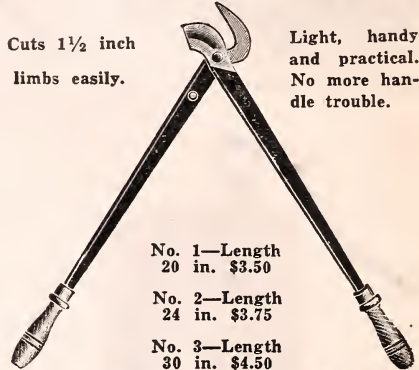 Cuts 1½ inch
limbs easily.
Light, handy
and practical.
No more han-
dle trouble.
No. 1—Length
20 in. $3.50
No. 2—Length
24 in. $3.75
No. 3—Length
30 in. $4.50